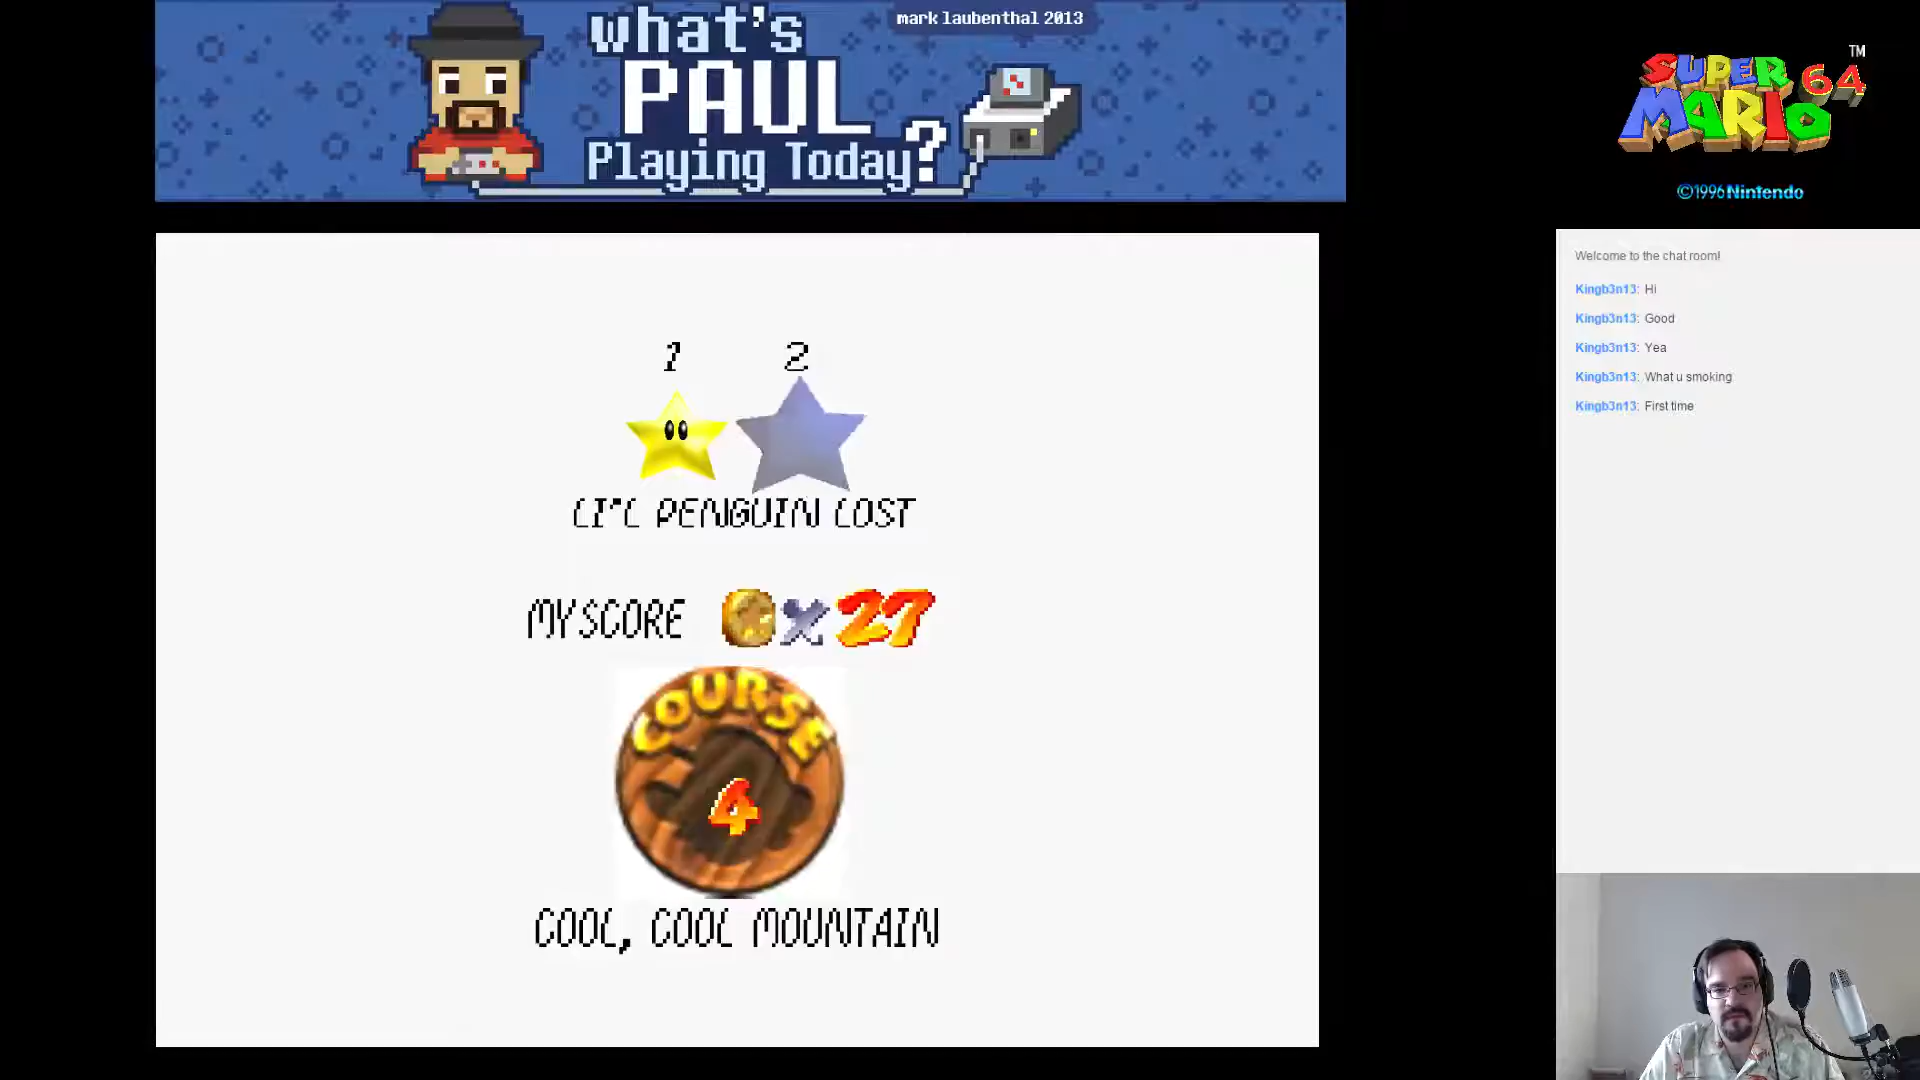 mark laubenthal 2013
what's
PAUL
Playing Today?
SUPER
MARIO 64 ™
©1996 Nintendo
1 2
LI'L PENGUIN LOST
MY SCORE x 27
COURSE
4
COOL, COOL MOUNTAIN
Welcome to the chat room!
Kingb3n13: Hi
Kingb3n13: Good
Kingb3n13: Yea
Kingb3n13: What u smoking
Kingb3n13: First time